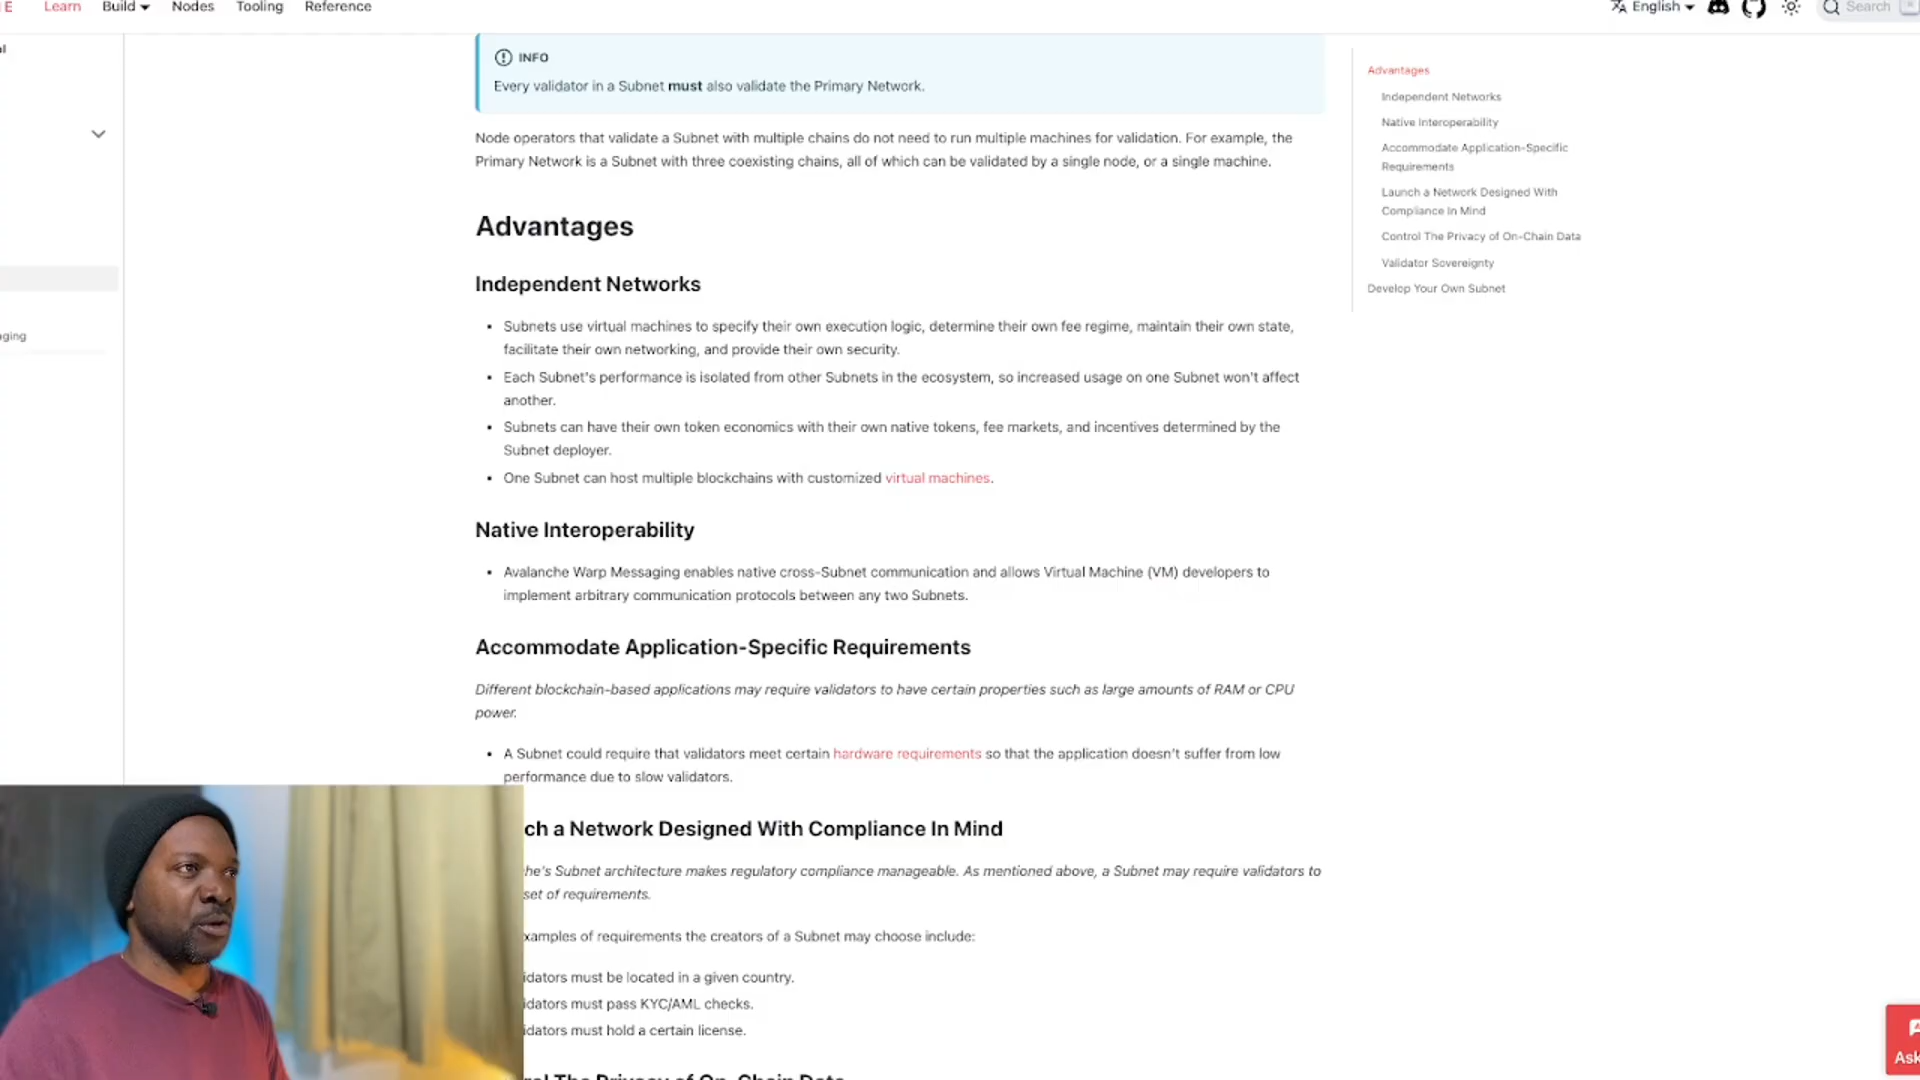 E Learn Build Nodes Tooling Reference English Search
al
INFO
Every validator in a Subnet must also validate the Primary Network.
Node operators that validate a Subnet with multiple chains do not need to run multiple machines for validation. For example, the
Primary Network is a Subnet with three coexisting chains, all of which can be validated by a single node, or a single machine.
Advantages
Independent Networks
• Subnets use virtual machines to specify their own execution logic, determine their own fee regime, maintain their own state,
facilitate their own networking, and provide their own security.
• Each Subnet's performance is isolated from other Subnets in the ecosystem, so increased usage on one Subnet won't affect
another.
• Subnets can have their own token economics with their own native tokens, fee markets, and incentives determined by the
Subnet deployer.
• One Subnet can host multiple blockchains with customized virtual machines.
Native Interoperability
• Avalanche Warp Messaging enables native cross-Subnet communication and allows Virtual Machine (VM) developers to
implement arbitrary communication protocols between any two Subnets.
Accommodate Application-Specific Requirements
Different blockchain-based applications may require validators to have certain properties such as large amounts of RAM or CPU
power.
• A Subnet could require that validators meet certain hardware requirements so that the application doesn't suffer from low
performance due to slow validators.
ch a Network Designed With Compliance In Mind
he's Subnet architecture makes regulatory compliance manageable. As mentioned above, a Subnet may require validators to
set of requirements.
xamples of requirements the creators of a Subnet may choose include:
idators must be located in a given country.
idators must pass KYC/AML checks.
idators must hold a certain license.
rol The Privacy of On-Chain Data
aging
Advantages
Independent Networks
Native Interoperability
Accommodate Application-Specific
Requirements
Launch a Network Designed With
Compliance In Mind
Control The Privacy of On-Chain Data
Validator Sovereignty
Develop Your Own Subnet
Ask